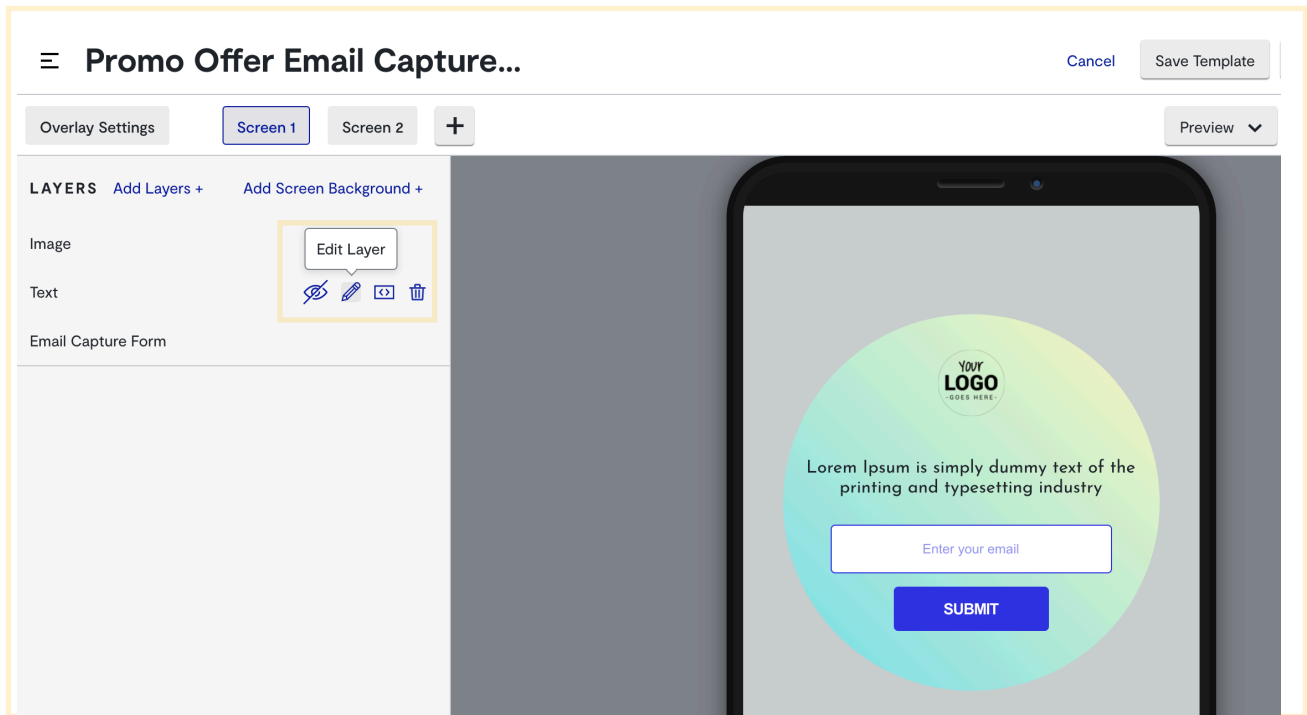 Promo Offer Email Capture...
Cancel
Save Template
Overlay Settings
Screen 1
Screen 2
+
Preview
LAYERS Add Layers + Add Screen Background +
Image
Edit Layer
Text
Email Capture Form
Your
LOGO
-GOES HERE-
Lorem Ipsum is simply dummy text of the
printing and typesetting industry
Enter your email
SUBMIT